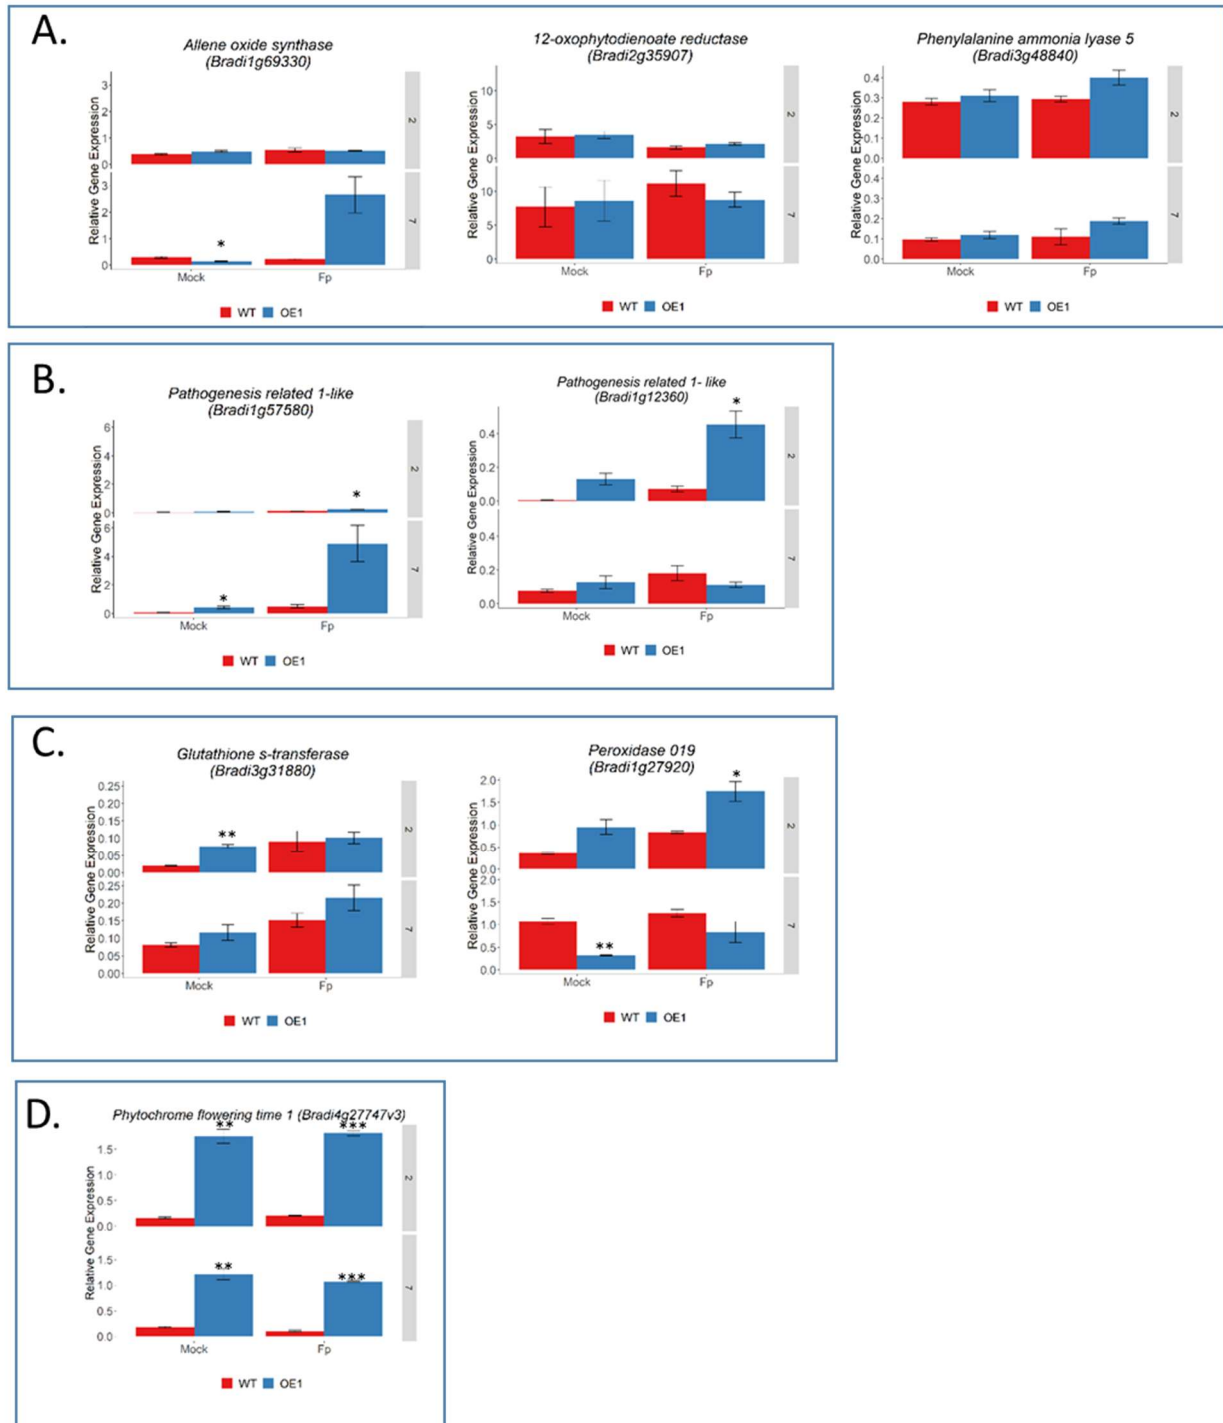 A.
Allene oxide synthase
(Bradi1g69330)
Relative Gene Expression
3
2
1
0
2
3
2
1
0
*
7
Mock Fp
WT OE1
12-oxophytodienoate reductase
(Bradi2g35907)
Relative Gene Expression
10
5
0
2
10
5
0
7
Mock Fp
WT OE1
Phenylalanine ammonia lyase 5
(Bradi3g48840)
Relative Gene Expression
0.4
0.3
0.2
0.1
0.0
2
0.4
0.3
0.2
0.1
0.0
7
Mock Fp
WT OE1
B.
Pathogenesis related 1-like
(Bradi1g57580)
Relative Gene Expression
6
4
2
0
*
2
6
4
2
0
*
7
Mock Fp
WT OE1
Pathogenesis related 1- like
(Bradi1g12360)
Relative Gene Expression
0.4
0.2
0.0
*
2
0.4
0.2
0.0
7
Mock Fp
WT OE1
C.
Glutathione s-transferase
(Bradi3g31880)
Relative Gene Expression
0.25
0.20
0.15
0.10
0.05
0.00
**
2
0.25
0.20
0.15
0.10
0.05
0.00
7
Mock Fp
WT OE1
Peroxidase 019
(Bradi1g27920)
Relative Gene Expression
2.0
1.5
1.0
0.5
0.0
*
2
2.0
1.5
1.0
0.5
0.0
**
7
Mock Fp
WT OE1
D.
Phytochrome flowering time 1 (Bradi4g27747v3)
Relative Gene Expression
1.5
1.0
0.5
0.0
** ***
2
1.5
1.0
0.5
0.0
** ***
7
Mock Fp
WT OE1